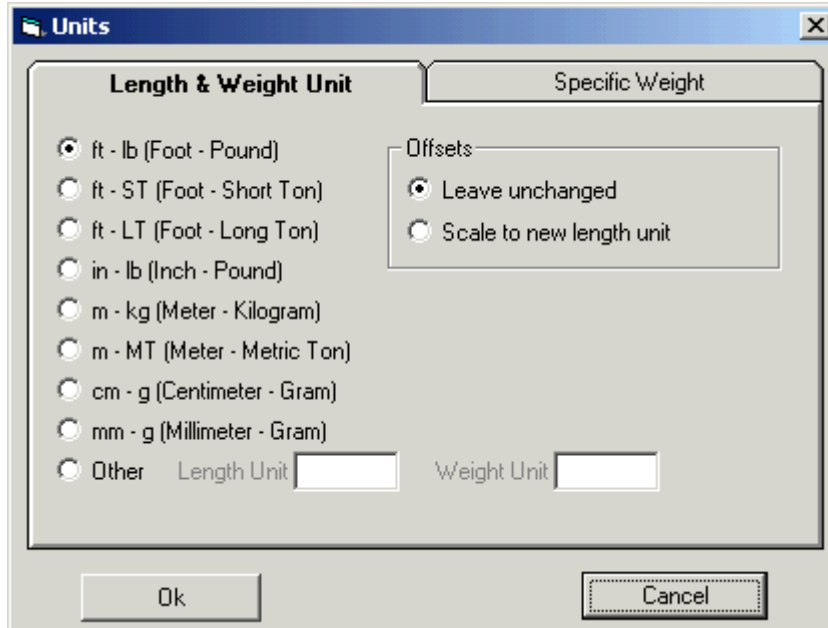 Units
Length & Weight Unit
Specific Weight
ft - lb (Foot - Pound)
ft - ST (Foot - Short Ton)
ft - LT (Foot - Long Ton)
in - lb (Inch - Pound)
m - kg (Meter - Kilogram)
m - MT (Meter - Metric Ton)
cm - g (Centimeter - Gram)
mm - g (Millimeter - Gram)
Other Length Unit Weight Unit
Offsets
Leave unchanged
Scale to new length unit
Ok
Cancel